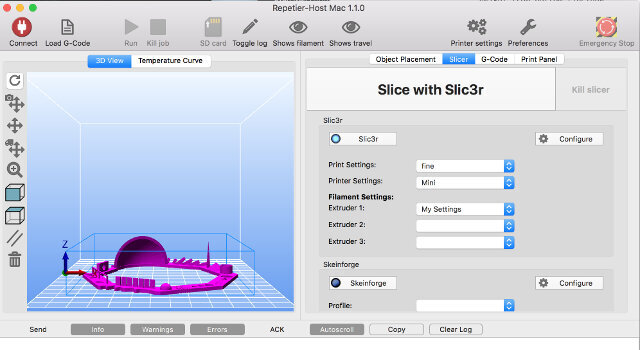 Repetier-Host Mac 1.1.0
Connect Load G-Code Run Kill job SD card Toggle log Shows filament Shows travel Printer settings Preferences Emergency Stop
3D View Temperature Curve
Object Placement Slicer G-Code Print Panel
Slice with Slic3r Kill slicer
Slic3r
Slic3r Configure
Print Settings: fine
Printer Settings: Mini
Filament Settings:
Extruder 1: My Settings
Extruder 2:
Extruder 3:
Z
Skeinforge
Skeinforge Configure
Profile:
Send Info Warnings Errors ACK Autoscroll Copy Clear Log